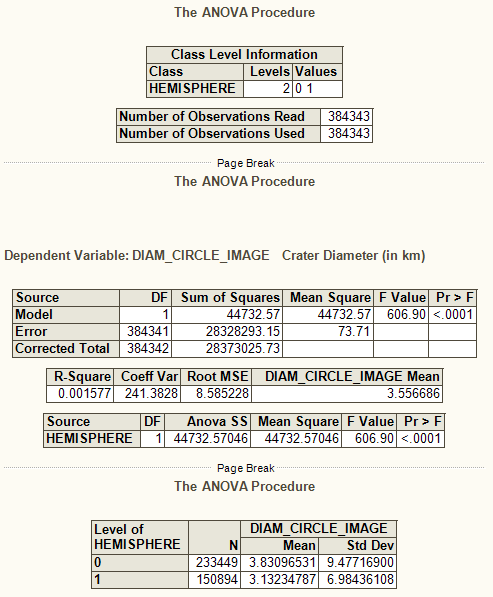 The ANOVA Procedure
Class Level Information
Class Levels Values
HEMISPHERE 2 0 1
Number of Observations Read 384343
Number of Observations Used 384343
Page Break
The ANOVA Procedure
Dependent Variable: DIAM_CIRCLE_IMAGE Crater Diameter (in km)
Source DF Sum of Squares Mean Square F Value Pr > F
Model 1 44732.57 44732.57 606.90 <.0001
Error 384341 28328293.15 73.71
Corrected Total 384342 28373025.73
R-Square Coeff Var Root MSE DIAM_CIRCLE_IMAGE Mean
0.001577 241.3828 8.585228 3.556686
Source DF Anova SS Mean Square F Value Pr > F
HEMISPHERE 1 44732.57046 44732.57046 606.90 <.0001
Page Break
The ANOVA Procedure
Level of HEMISPHERE N DIAM_CIRCLE_IMAGE
Mean Std Dev
0 233449 3.83096531 9.47716900
1 150894 3.13234787 6.98436108